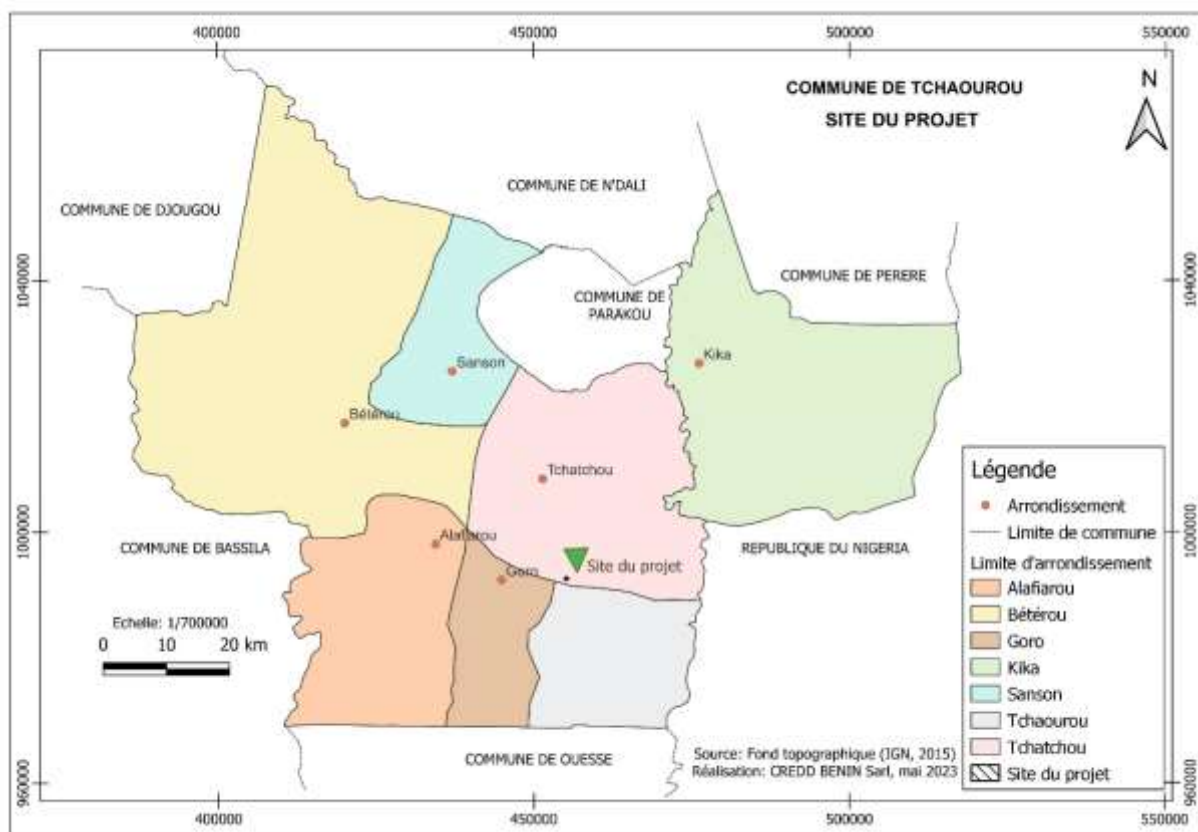 400000
450000
500000
550000
COMMUNE DE TCHAOUROU
SITE DU PROJET
N
COMMUNE DE N'DALI
COMMUNE DE DJOUGOU
COMMUNE DE PERERE
COMMUNE DE
PARAKOU
1040000
1040000
Kika
Sanson
Bétérou
Tchatchou
Alafiarou
COMMUNE DE BASSILA
REPUBLIQUE DU NIGERIA
1000000
1000000
Goro
Site du projet
Echelle: 1/700000
0 10 20 km
Légende
Arrondissement
Limite de commune
Limite d'arrondissement
Alafiarou
Bétérou
Goro
Kika
Sanson
Tchaourou
Tchatchou
Site du projet
COMMUNE DE OUESSE
Source: Fond topographique (IGN, 2015)
Réalisation: CREDD BENIN Sarl, mai 2023
960000
960000
400000
450000
500000
550000